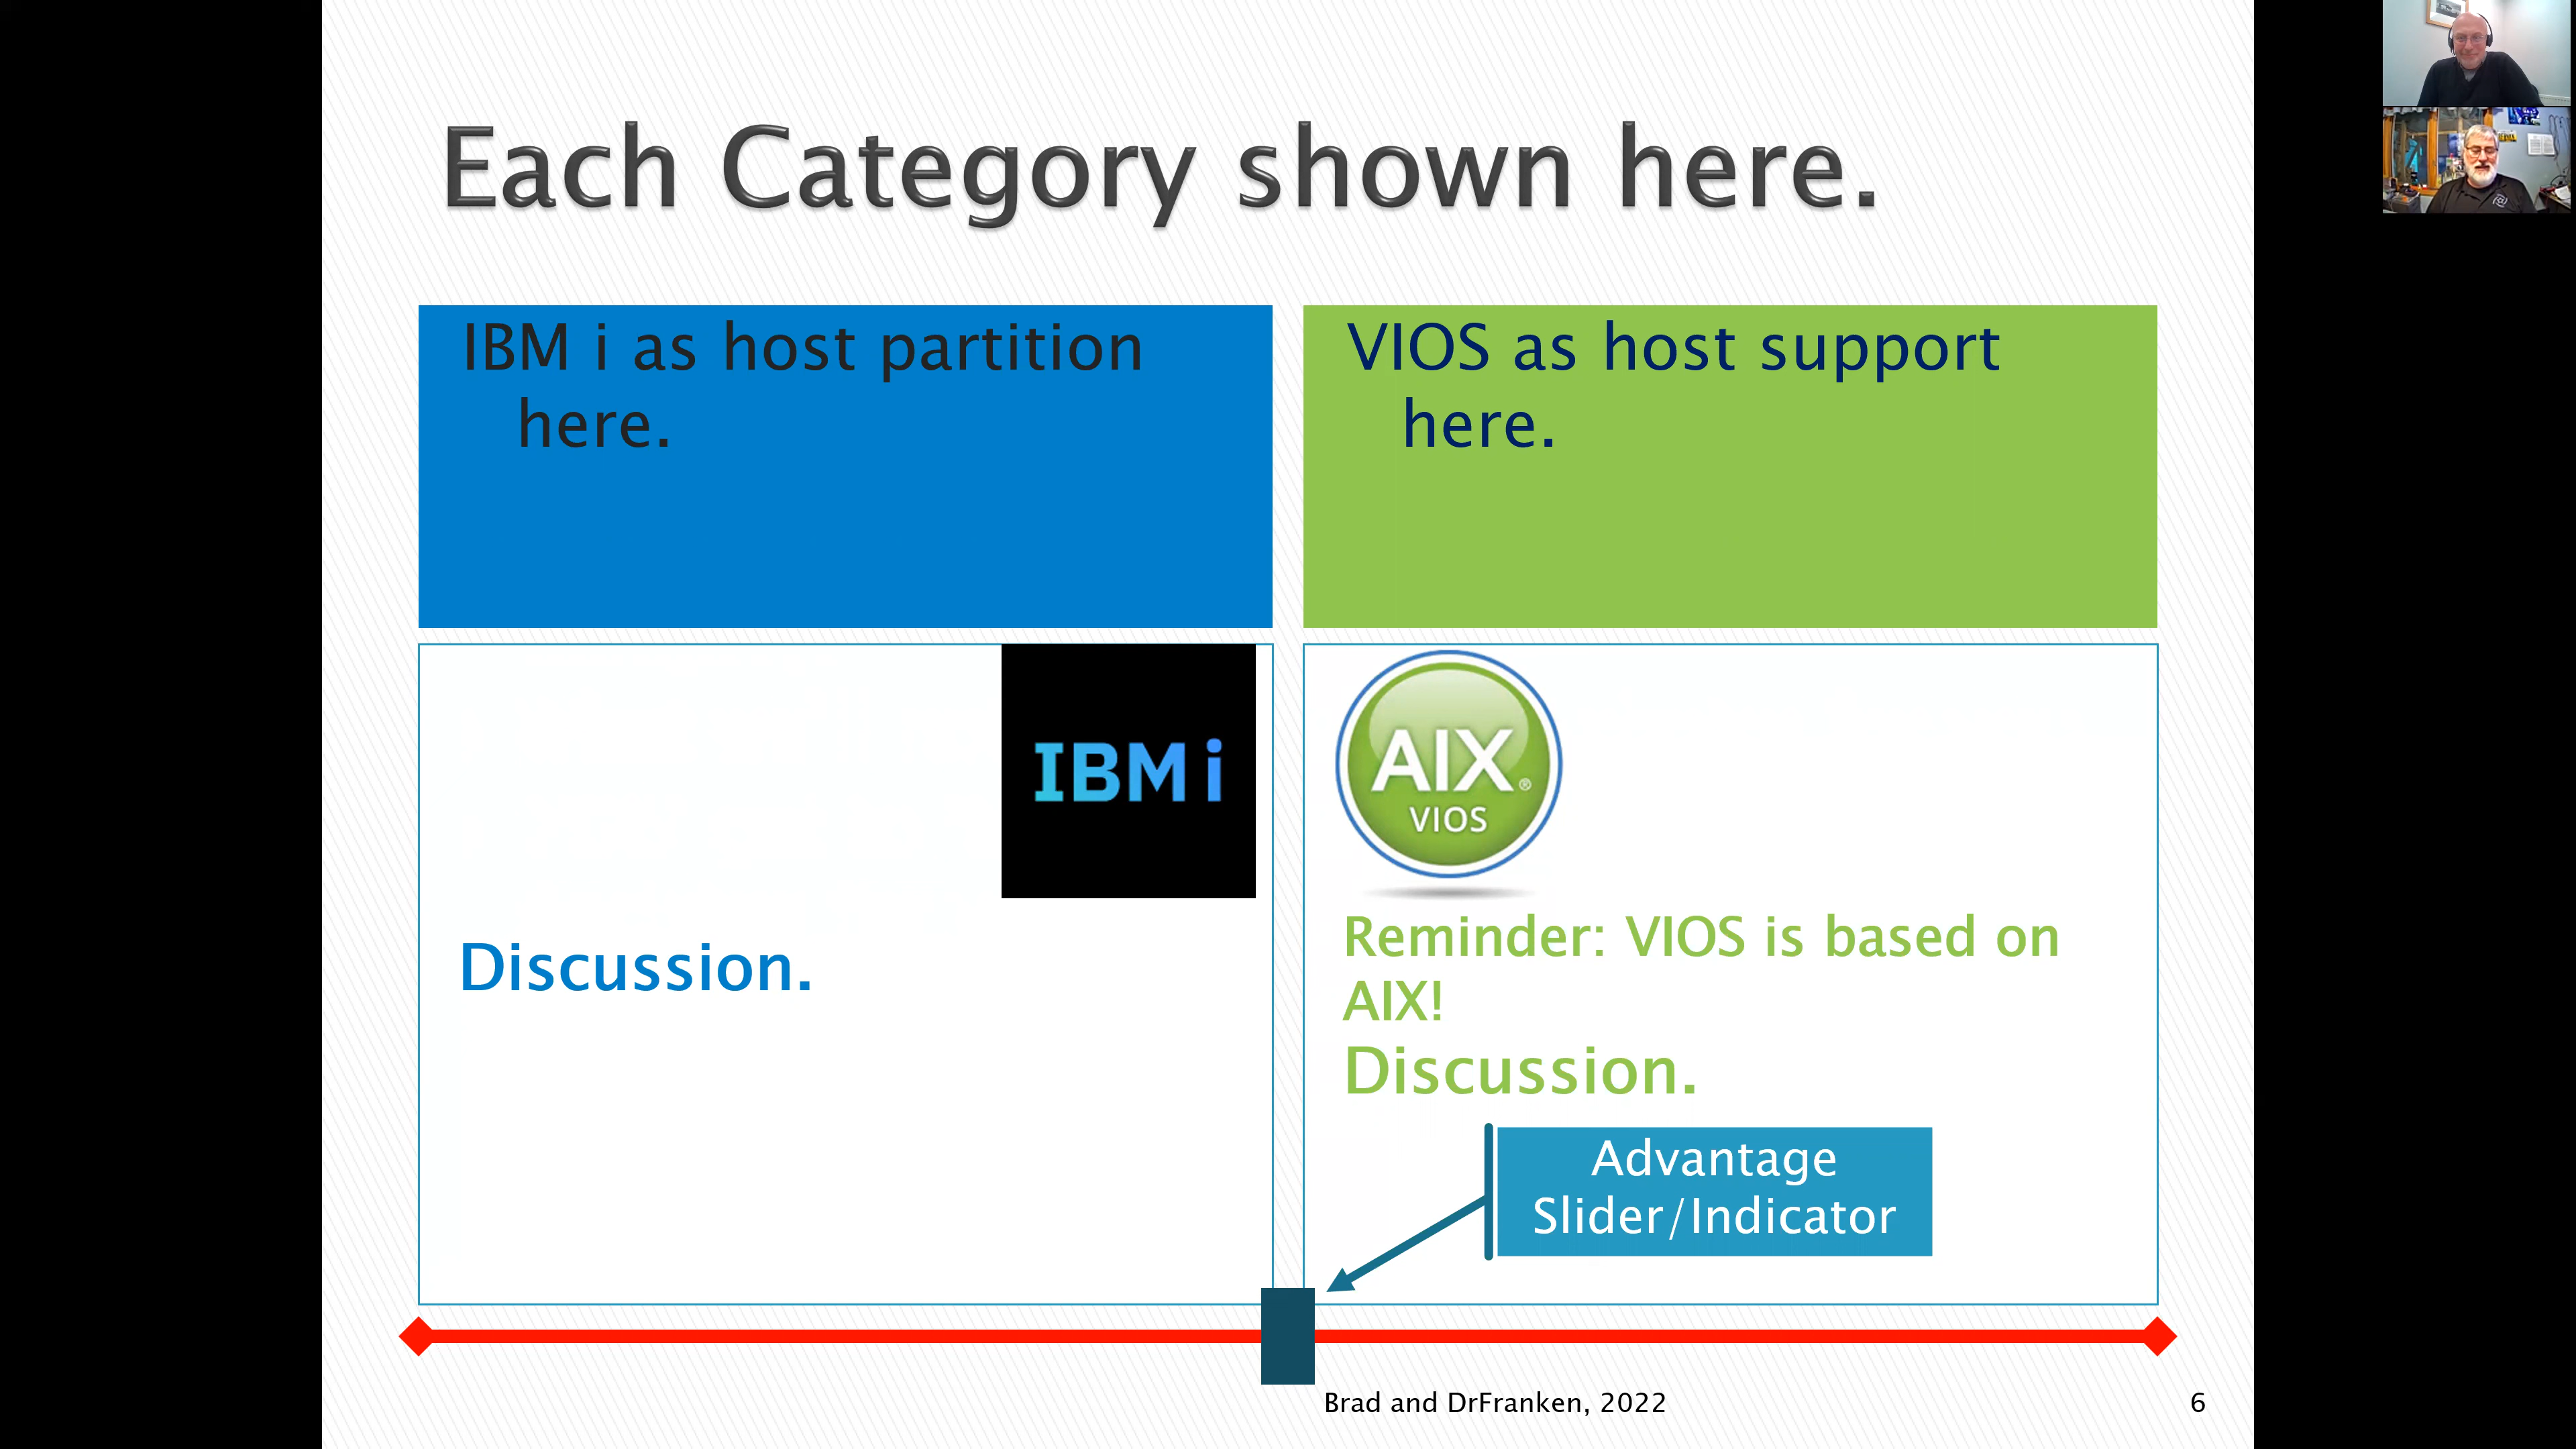 Each Category shown here.
IBM i as host partition
here.
VIOS as host support
here.
IBM i
AIX®
VIOS
Discussion.
Reminder: VIOS is based on
AIX!
Discussion.
Advantage
Slider/Indicator
Brad and DrFranken, 2022
6